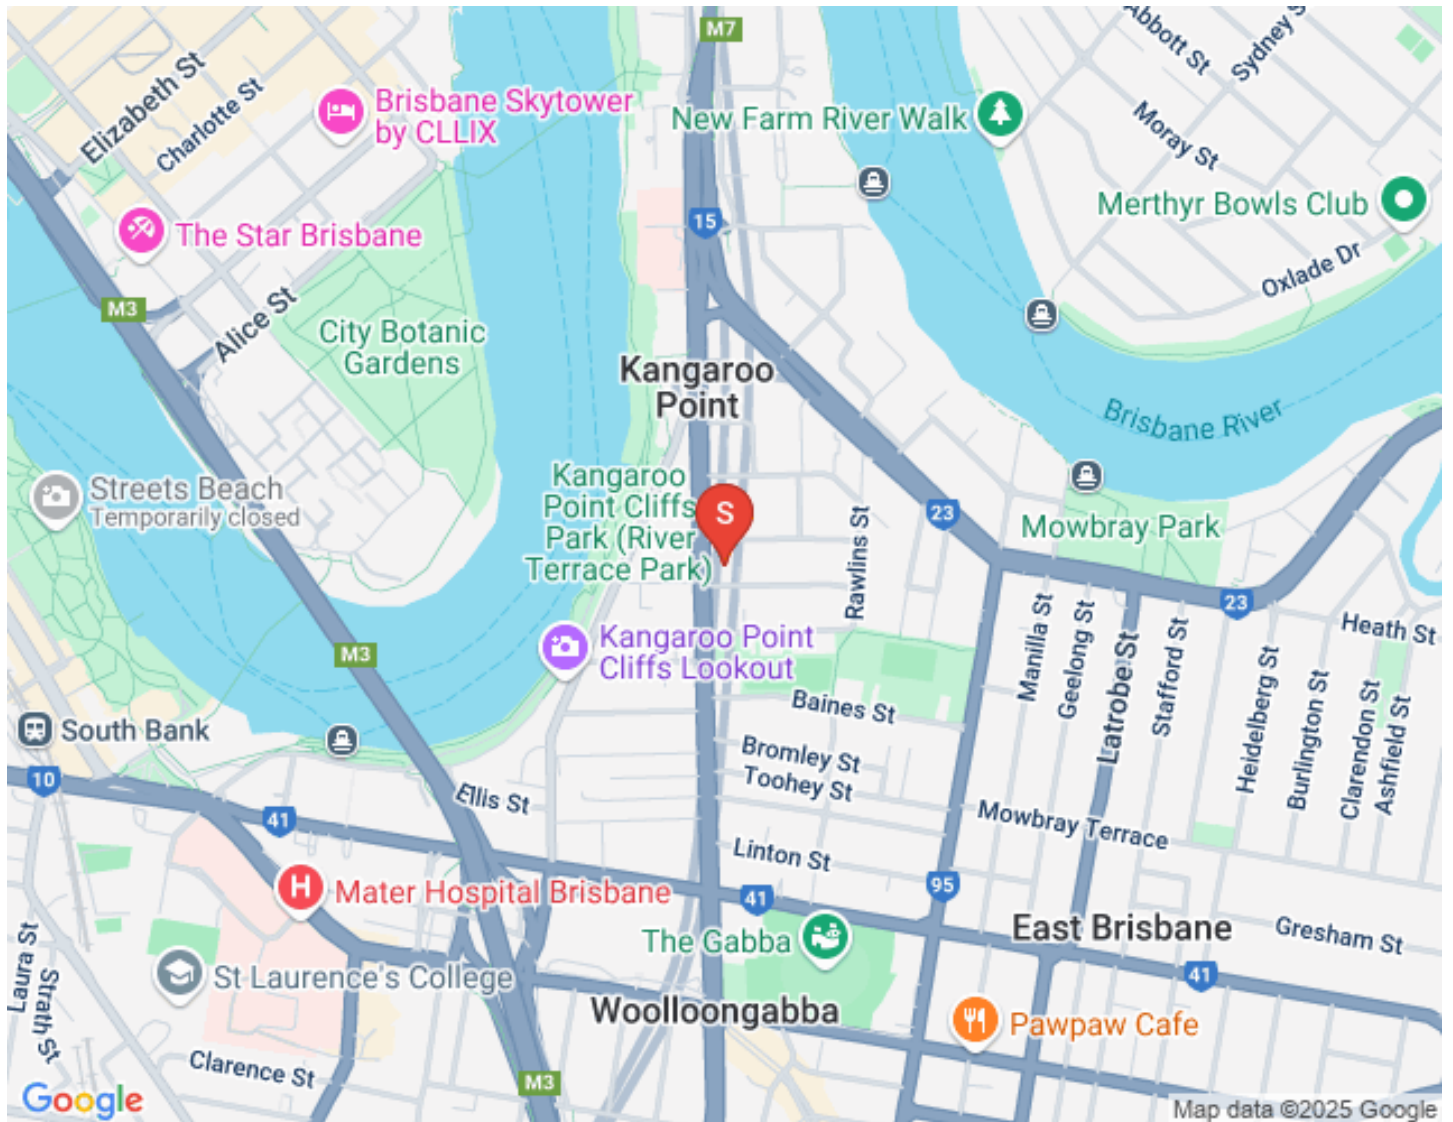 M7
Abbott St
Sydney S
Elizabeth St
Charlotte St
Brisbane Skytower
by CLLIX
New Farm River Walk
Moray St
Merthyr Bowls Club
The Star Brisbane
15
Oxlade Dr
M3
Alice St
City Botanic
Gardens
Kangaroo
Point
Brisbane River
Kangaroo
Point Cliffs
Park (River
Terrace Park)
S
Streets Beach
Temporarily closed
23
Mowbray Park
Rawlins St
23
Heath St
Manilla St
Geelong St
Latrobe St
Stafford St
Heidelberg St
Burlington St
Clarendon St
Ashfield St
M3
Kangaroo Point
Cliffs Lookout
Baines St
South Bank
Bromley St
Toohey St
10
Ellis St
41
Mowbray Terrace
Linton St
H
Mater Hospital Brisbane
95
41
The Gabba
East Brisbane
Gresham St
41
Laura St
Strath St
St Laurence's College
Woolloongabba
Pawpaw Cafe
Clarence St
M3
Google
Map data ©2025 Google